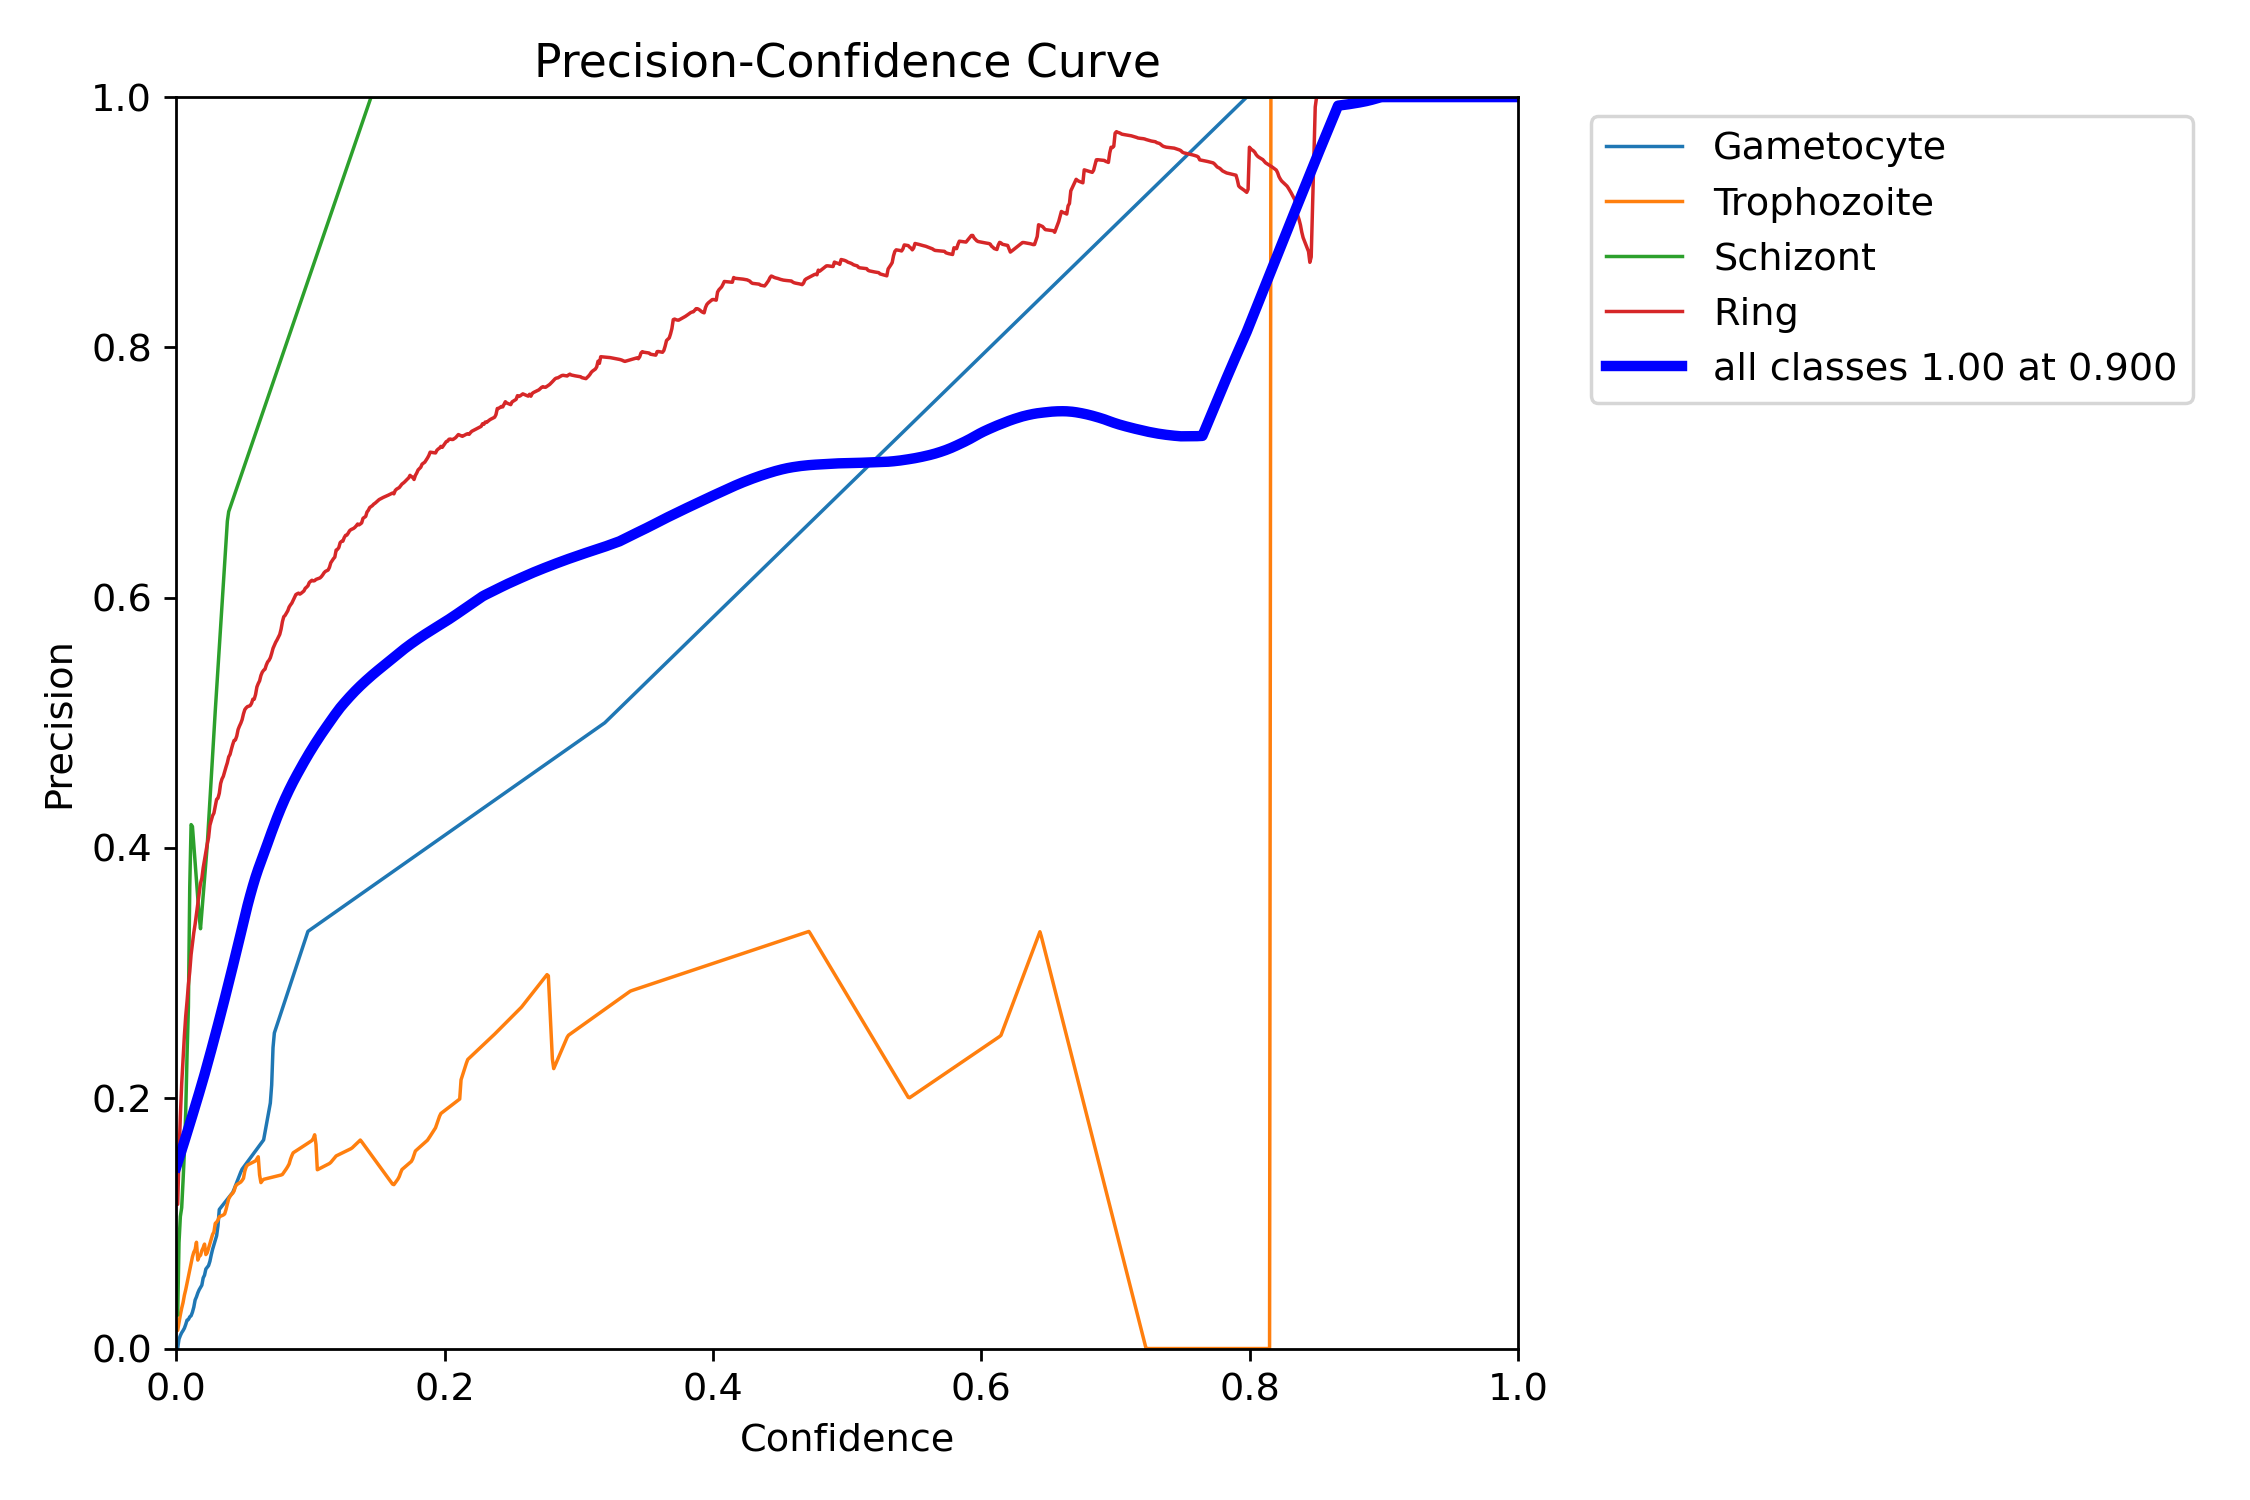 Precision-Confidence Curve
1.0
0.8
0.6
0.4
0.2
0.0
Precision
0.0 0.2 0.4 0.6 0.8 1.0
Confidence
Gametocyte
Trophozoite
Schizont
Ring
all classes 1.00 at 0.900